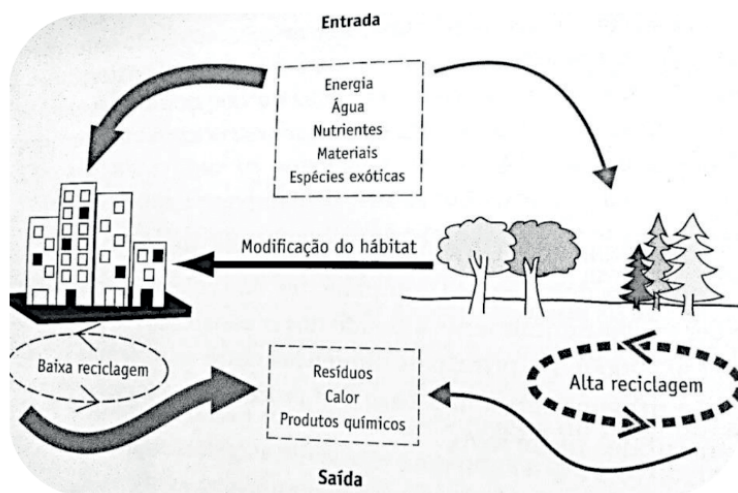 Entrada
Energia
Água
Nutrientes
Materiais
Espécies exóticas
Modificação do hábitat
Baixa reciclagem
Resíduos
Calor
Produtos químicos
Alta reciclagem
Saída